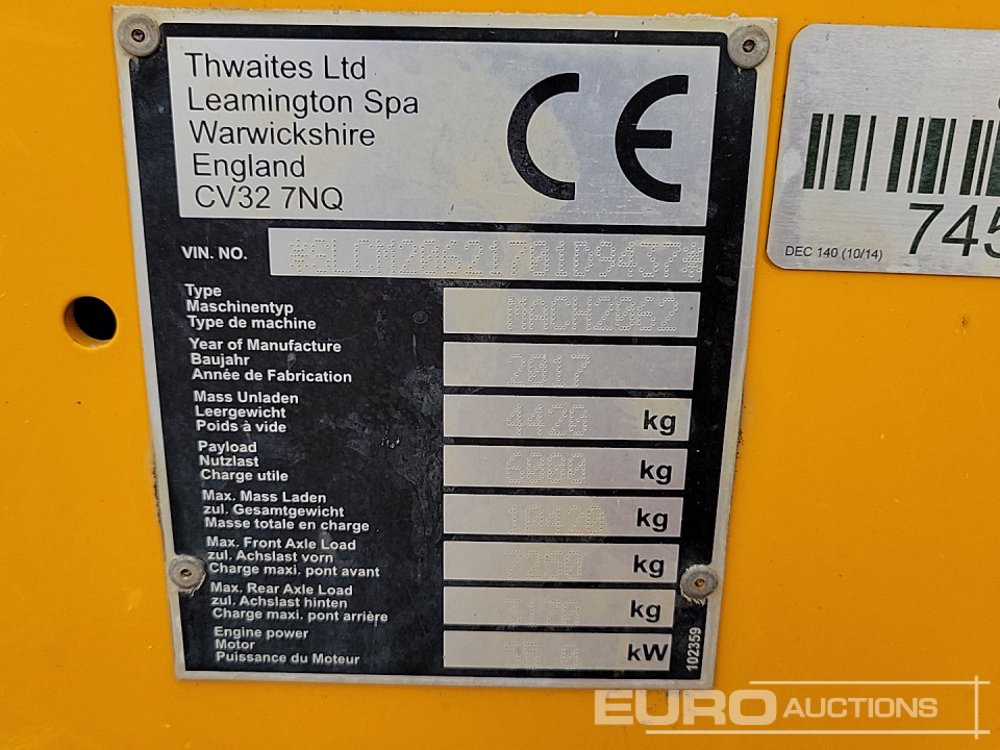 Thwaites Ltd
Leamington Spa
Warwickshire
England
CV32 7NQ
CE
VIN. NO. *SLCM2062170109437*
Type
Maschinentyp
Type de machine
MACH2062
Year of Manufacture
Baujahr
Année de Fabrication
2017
Mass Unladen
Leergewicht
Poids à vide
4420 kg
Payload
Nutzlast
Charge utile
6000 kg
Max. Mass Laden
zul. Gesamtgewicht
Masse totale en charge
10420 kg
Max. Front Axle Load
zul. Achslast vorn
Charge maxi. pont avant
kg
Max. Rear Axle Load
zul. Achslast hinten
Charge maxi. pont arrière
kg
Engine power
Motor
Puissance du Moteur
kW
102359
DEC 140 (10/14)
745
EURO AUCTIONS